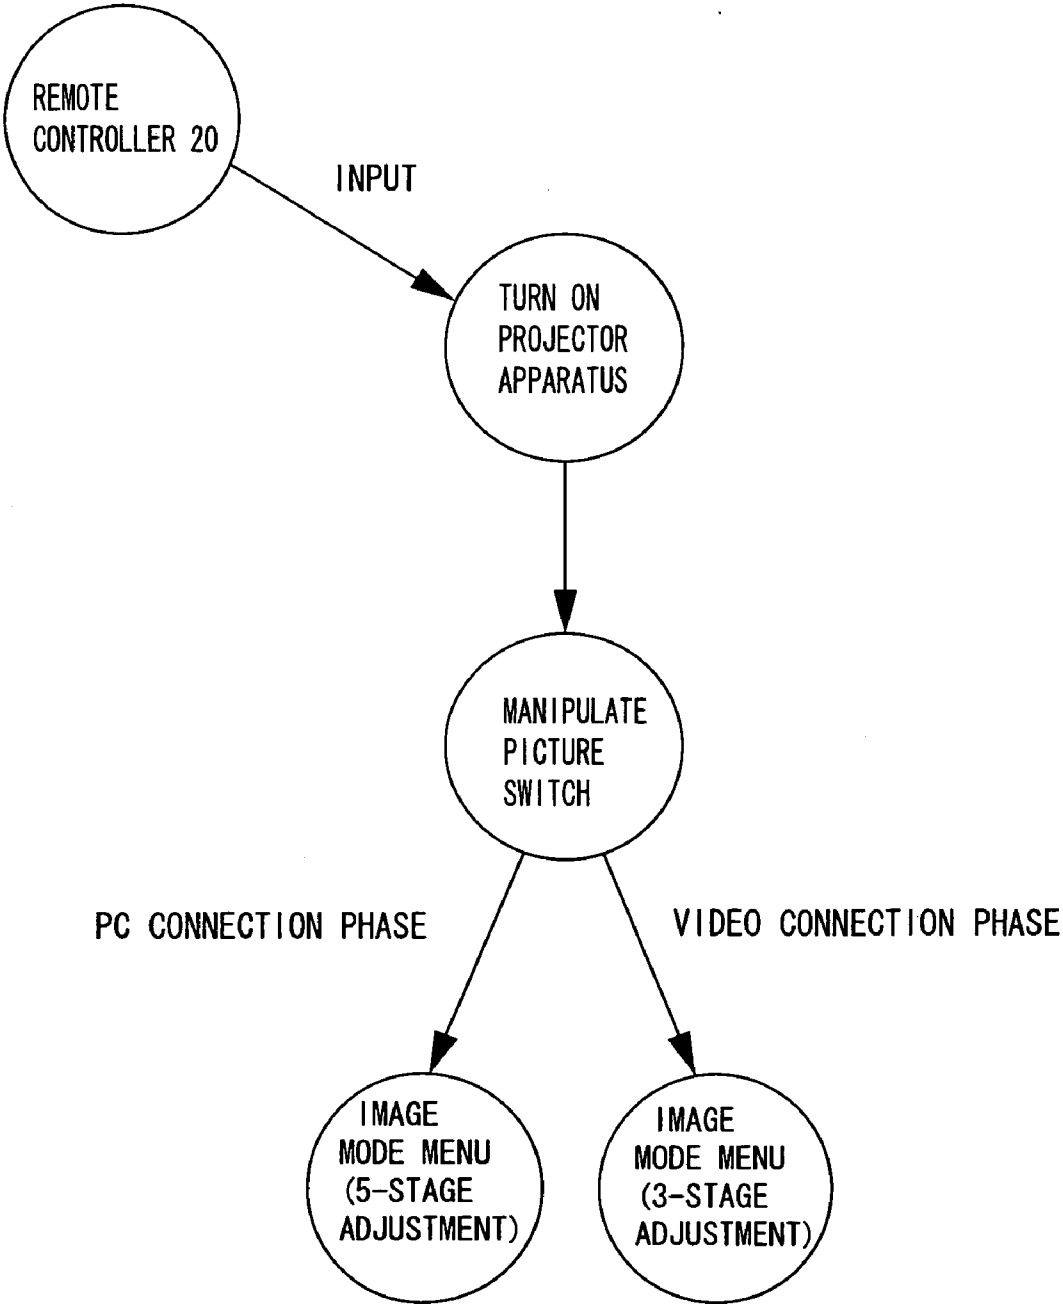 REMOTE
CONTROLLER 20
INPUT
TURN ON
PROJECTOR
APPARATUS
MANIPULATE
PICTURE
SWITCH
PC CONNECTION PHASE
VIDEO CONNECTION PHASE
IMAGE
MODE MENU
(5-STAGE
ADJUSTMENT)
IMAGE
MODE MENU
(3-STAGE
ADJUSTMENT)